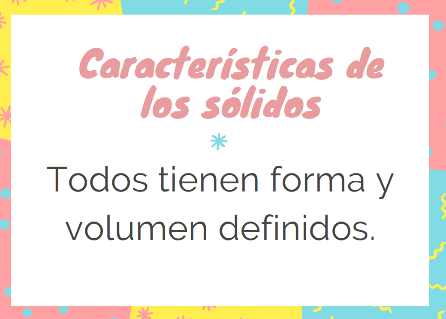 Características de
los sólidos
Todos tienen forma y
volumen definidos.